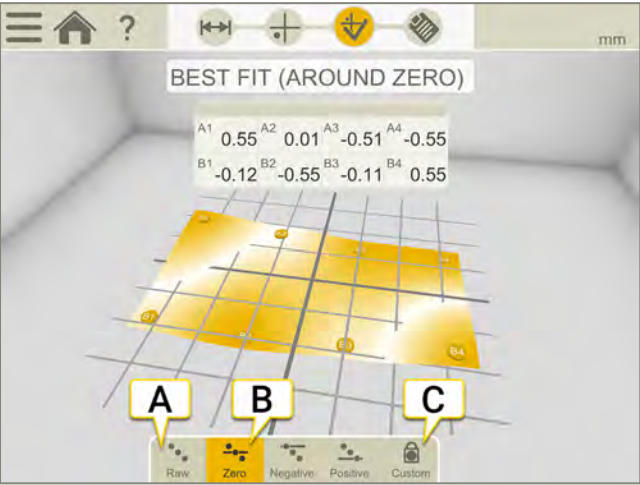 ?
mm
BEST FIT (AROUND ZERO)
A1 0.55 A2 0.01 A3 -0.51 A4 -0.55
B1 -0.12 B2 -0.55 B3 -0.11 B4 0.55
B1 B3 B4
A B C
Raw Zero Negative Positive Custom